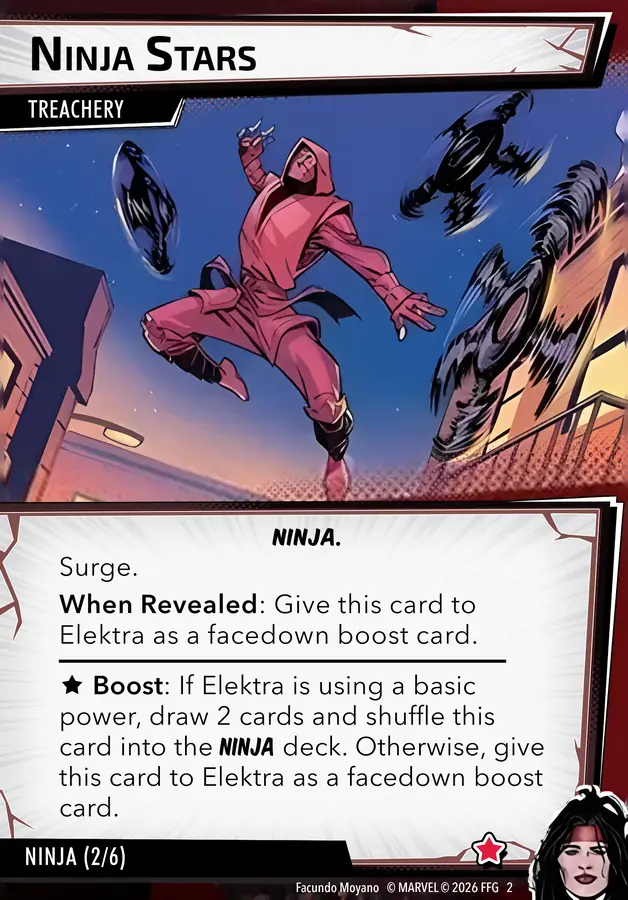 Ninja Stars
TREACHERY
NINJA.
Surge.
When Revealed: Give this card to
Elektra as a facedown boost card.
★ Boost: If Elektra is using a basic
power, draw 2 cards and shuffle this
card into the NINJA deck. Otherwise, give
this card to Elektra as a facedown boost
card.
NINJA (2/6)
Facundo Moyano © MARVEL © 2026 FFG 2